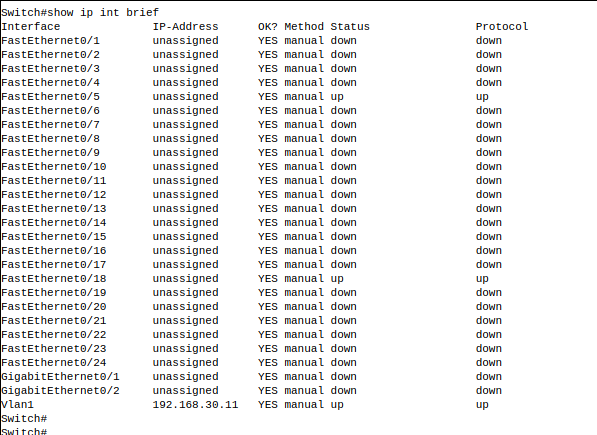 Switch#show ip int brief
Interface IP-Address OK? Method Status Protocol
FastEthernet0/1 unassigned YES manual down down
FastEthernet0/2 unassigned YES manual down down
FastEthernet0/3 unassigned YES manual down down
FastEthernet0/4 unassigned YES manual down down
FastEthernet0/5 unassigned YES manual up up
FastEthernet0/6 unassigned YES manual down down
FastEthernet0/7 unassigned YES manual down down
FastEthernet0/8 unassigned YES manual down down
FastEthernet0/9 unassigned YES manual down down
FastEthernet0/10 unassigned YES manual down down
FastEthernet0/11 unassigned YES manual down down
FastEthernet0/12 unassigned YES manual down down
FastEthernet0/13 unassigned YES manual down down
FastEthernet0/14 unassigned YES manual down down
FastEthernet0/15 unassigned YES manual down down
FastEthernet0/16 unassigned YES manual down down
FastEthernet0/17 unassigned YES manual down down
FastEthernet0/18 unassigned YES manual up up
FastEthernet0/19 unassigned YES manual down down
FastEthernet0/20 unassigned YES manual down down
FastEthernet0/21 unassigned YES manual down down
FastEthernet0/22 unassigned YES manual down down
FastEthernet0/23 unassigned YES manual down down
FastEthernet0/24 unassigned YES manual down down
GigabitEthernet0/1 unassigned YES manual down down
GigabitEthernet0/2 unassigned YES manual down down
Vlan1 192.168.30.11 YES manual up up
Switch#
Switch#